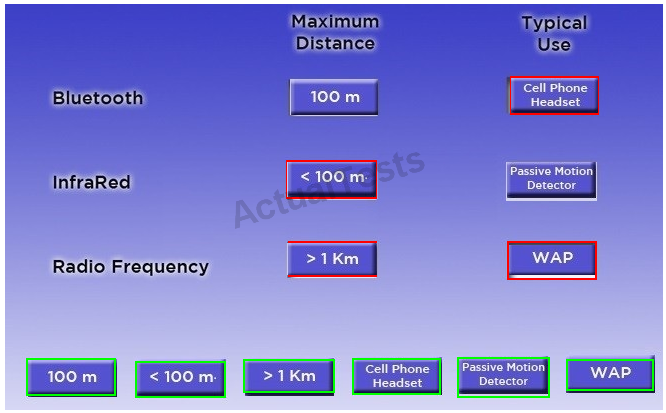 Maximum Distance
Typical Use
Bluetooth
100 m
Cell Phone Headset
InfraRed
< 100 m.
Passive Motion Detector
ActualTests
Radio Frequency
> 1 Km
WAP
100 m
< 100 m.
> 1 Km
Cell Phone Headset
Passive Motion Detector
WAP